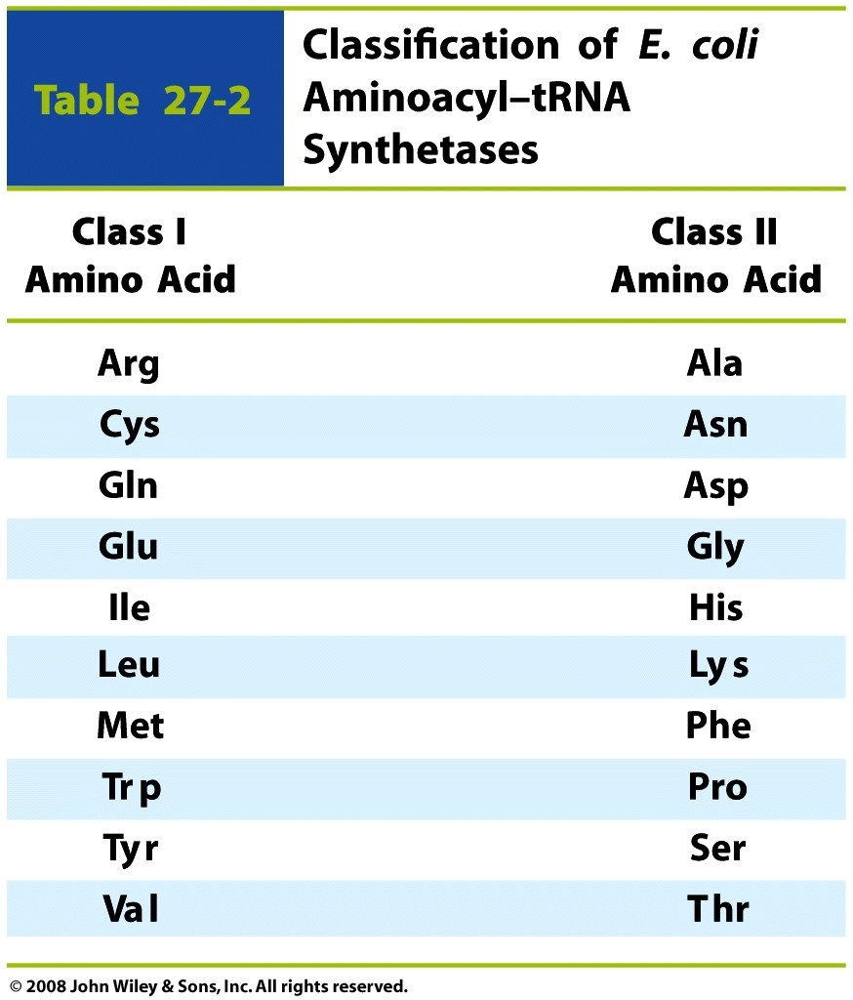 Table 27-2
Classification of E. coli
Aminoacyl–tRNA
Synthetases
Class I Class II
Amino Acid Amino Acid
Arg Ala
Cys Asn
Gln Asp
Glu Gly
Ile His
Leu Lys
Met Phe
Trp Pro
Tyr Ser
Val Thr
© 2008 John Wiley & Sons, Inc. All rights reserved.